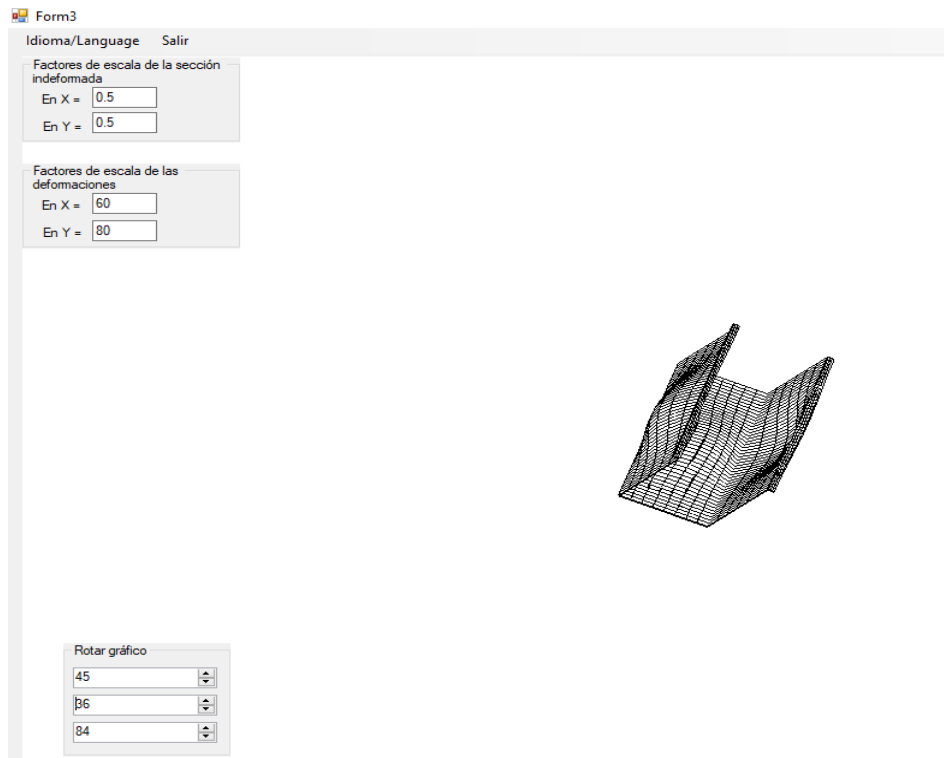 Form3
Idioma/Language Salir
Factores de escala de la sección
indeformada
En X = 0.5
En Y = 0.5
Factores de escala de las
deformaciones
En X = 60
En Y = 80
Rotar gráfico
45
36
84